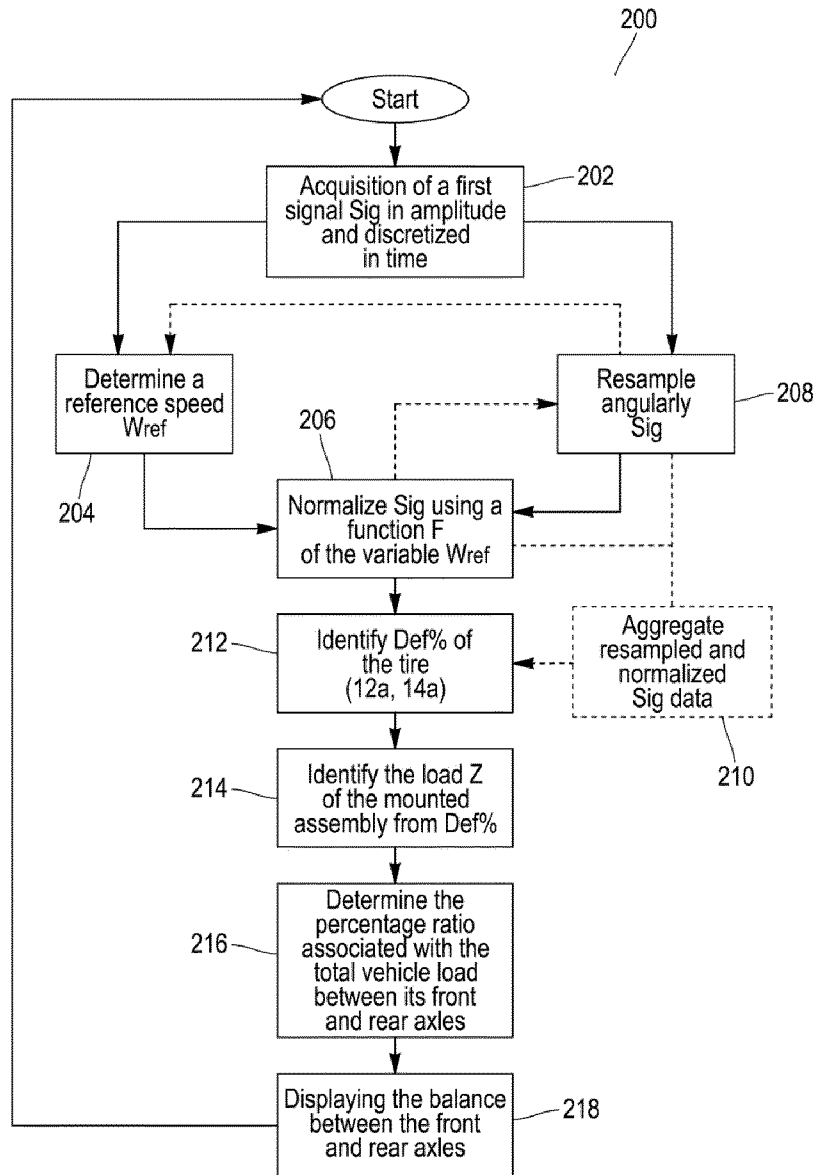 200
Start
202
Acquisition of a first
signal Sig in amplitude
and discretized
in time
Determine a
reference speed
Wref
204
Resample
angularly
Sig
208
206
Normalize Sig using a
function F
of the variable Wref
212
Identify Def% of
the tire
(12a, 14a)
Aggregate
resampled and
normalized
Sig data
210
214
Identify the load Z
of the mounted
assembly from Def%
216
Determine the
percentage ratio
associated with the
total vehicle load
between its front
and rear axles
Displaying the balance
between the front
and rear axles
218